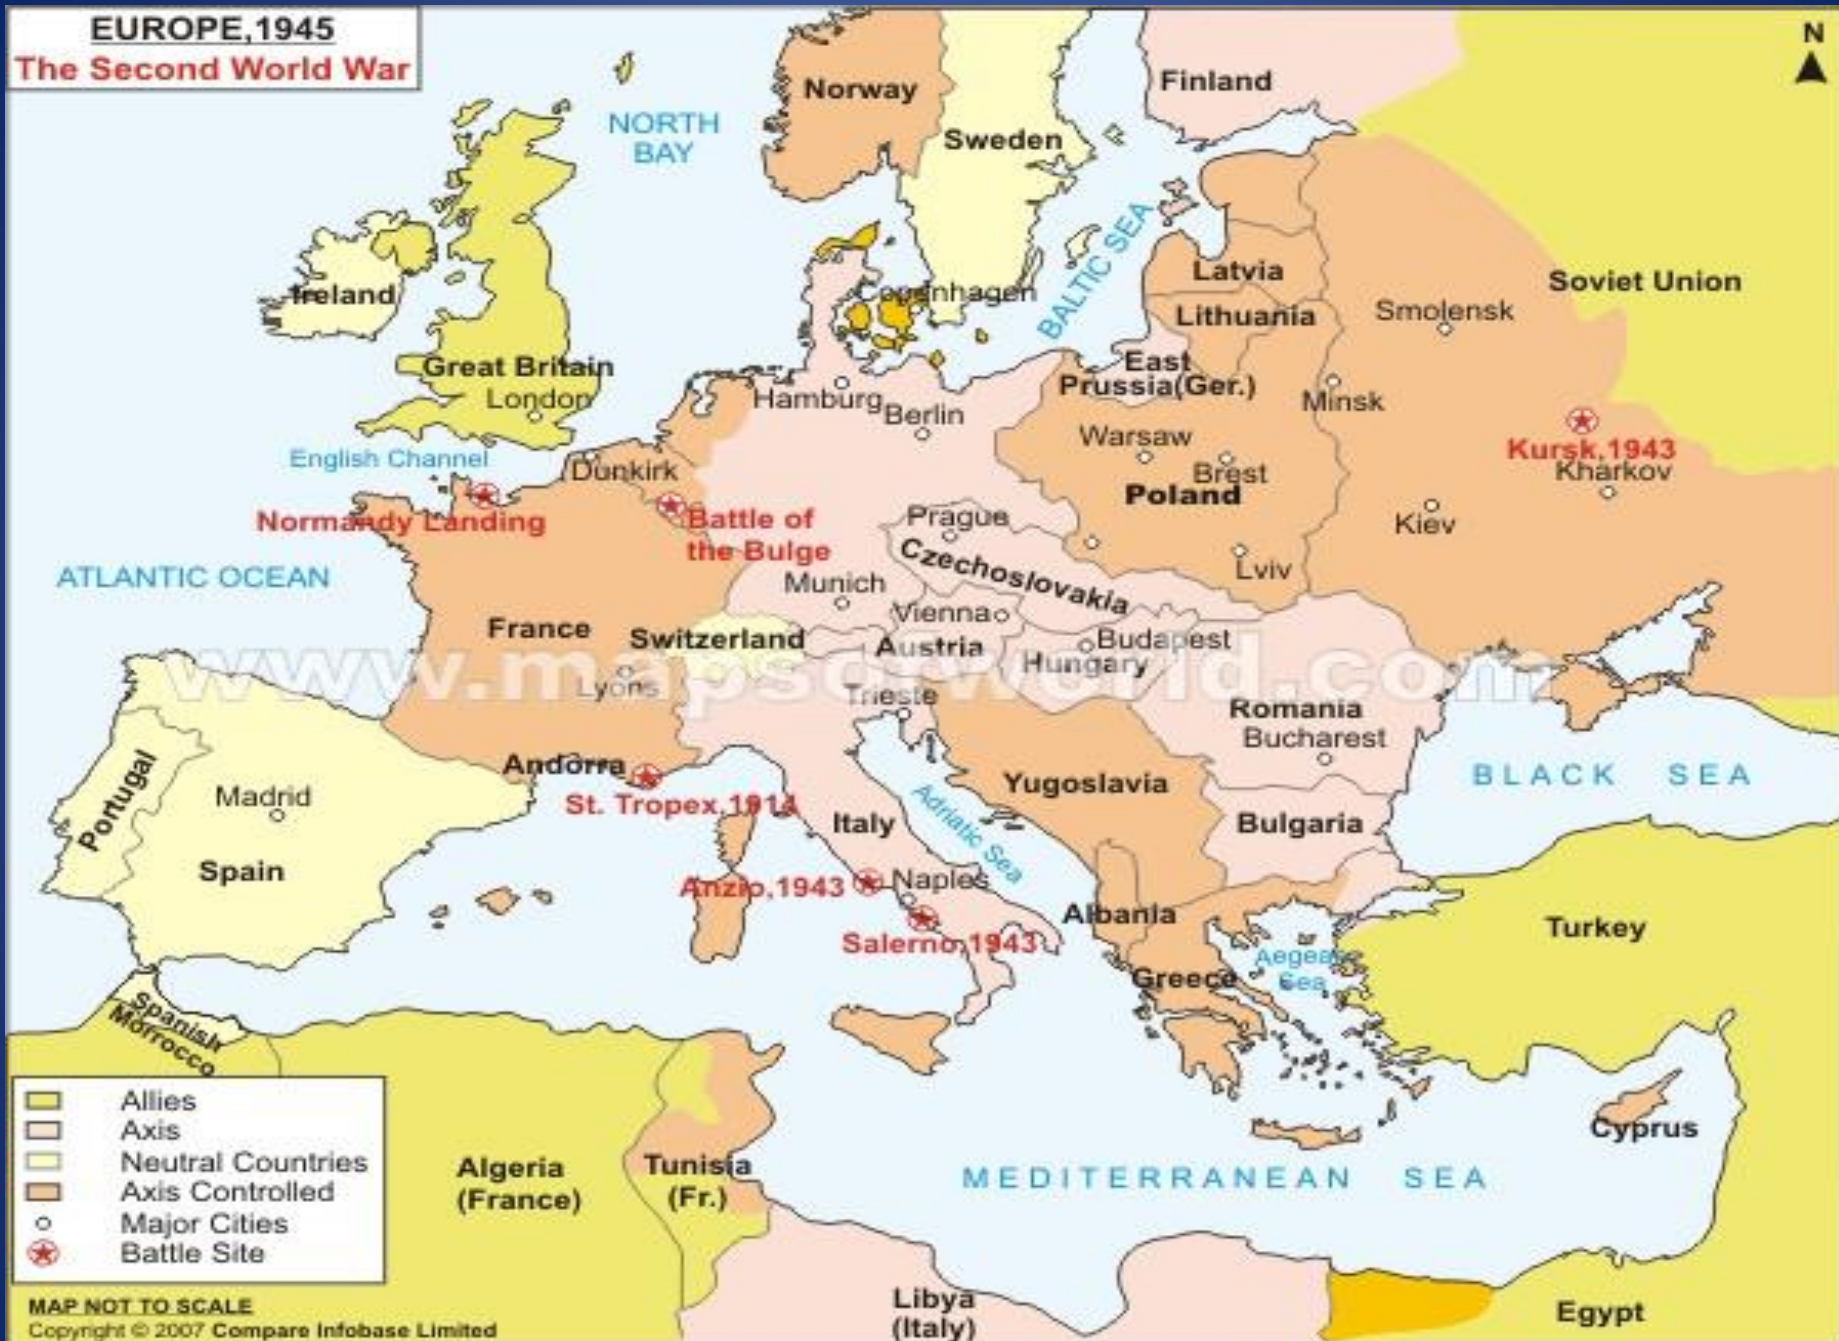 EUROPE,1945
The Second World War
N
Norway
Finland
NORTH
BAY
Sweden
BALTIC SEA
Ireland
Copenhagen
Latvia
Soviet Union
Lithuania
Smolensk
Great Britain
London
East
Prussia(Ger.)
Hamburg
Berlin
Minsk
English Channel
Dunkirk
Warsaw
Brest
Poland
Kursk,1943
Kharkov
Normandy Landing
Battle of
the Bulge
Prague
Kiev
Czechoslovakia
Lviv
ATLANTIC OCEAN
Munich
Vienna
France
Switzerland
Austria
Budapest
Hungary
www.mapsofworld.com
Lyons
Trieste
Romania
Bucharest
Andorra
St. Tropex,1914
Portugal
Madrid
Yugoslavia
BLACK SEA
Adriatic Sea
Italy
Bulgaria
Spain
Anzio,1943
Naples
Albania
Salerno,1943
Turkey
Aegean
Sea
Greece
Spanish
Morrocco
Allies
Axis
Neutral Countries
Axis Controlled
Major Cities
Battle Site
Algeria
(France)
Tunisia
(Fr.)
Cyprus
MEDITERRANEAN SEA
Libya
(Italy)
Egypt
MAP NOT TO SCALE
Copyright © 2007 Compare Infobase Limited